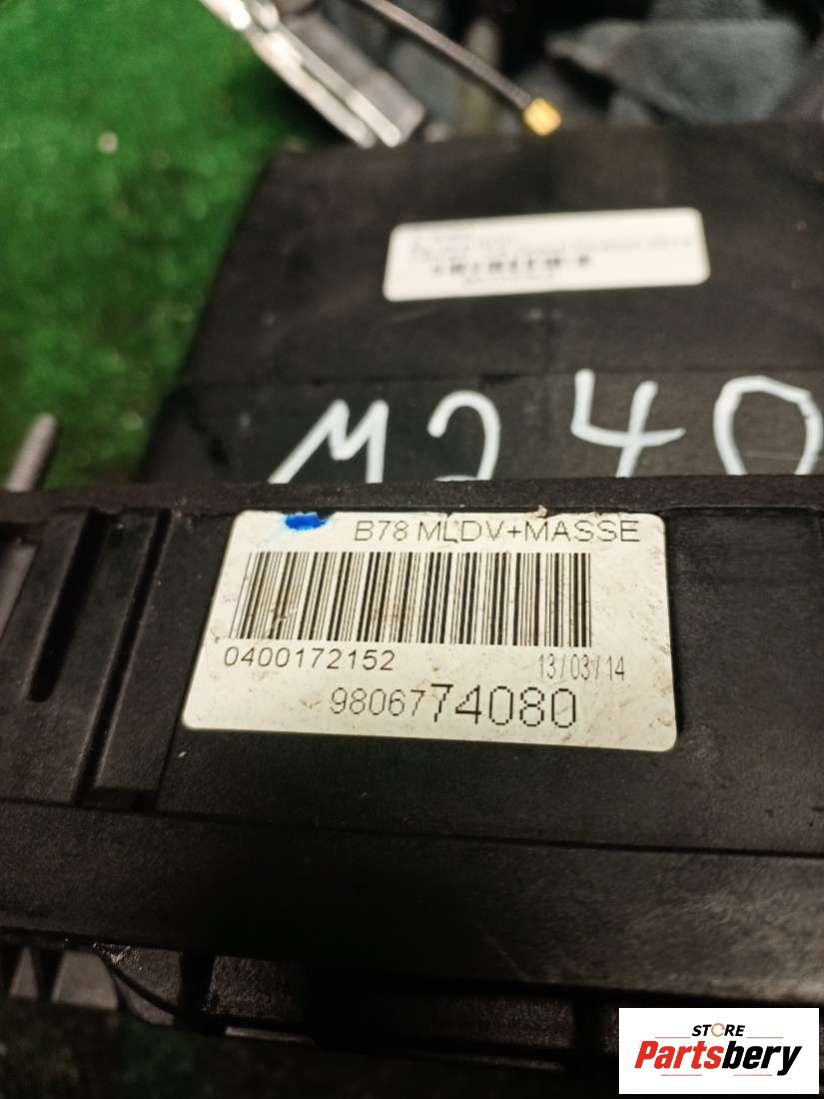 M240
B78 MLDV+MASSE
0400172152 13/03/14
9806774080
STORE
Partsbery